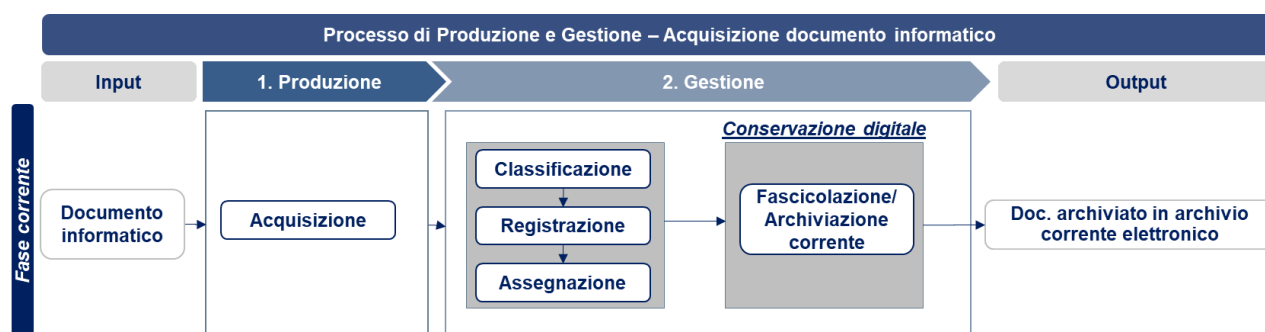 Processo di Produzione e Gestione – Acquisizione documento informatico
Input
1. Produzione
2. Gestione
Output
Fase corrente
Documento
informatico
Acquisizione
Classificazione
Registrazione
Assegnazione
Conservazione digitale
Fascicolazione/
Archiviazione
corrente
Doc. archiviato in archivio
corrente elettronico